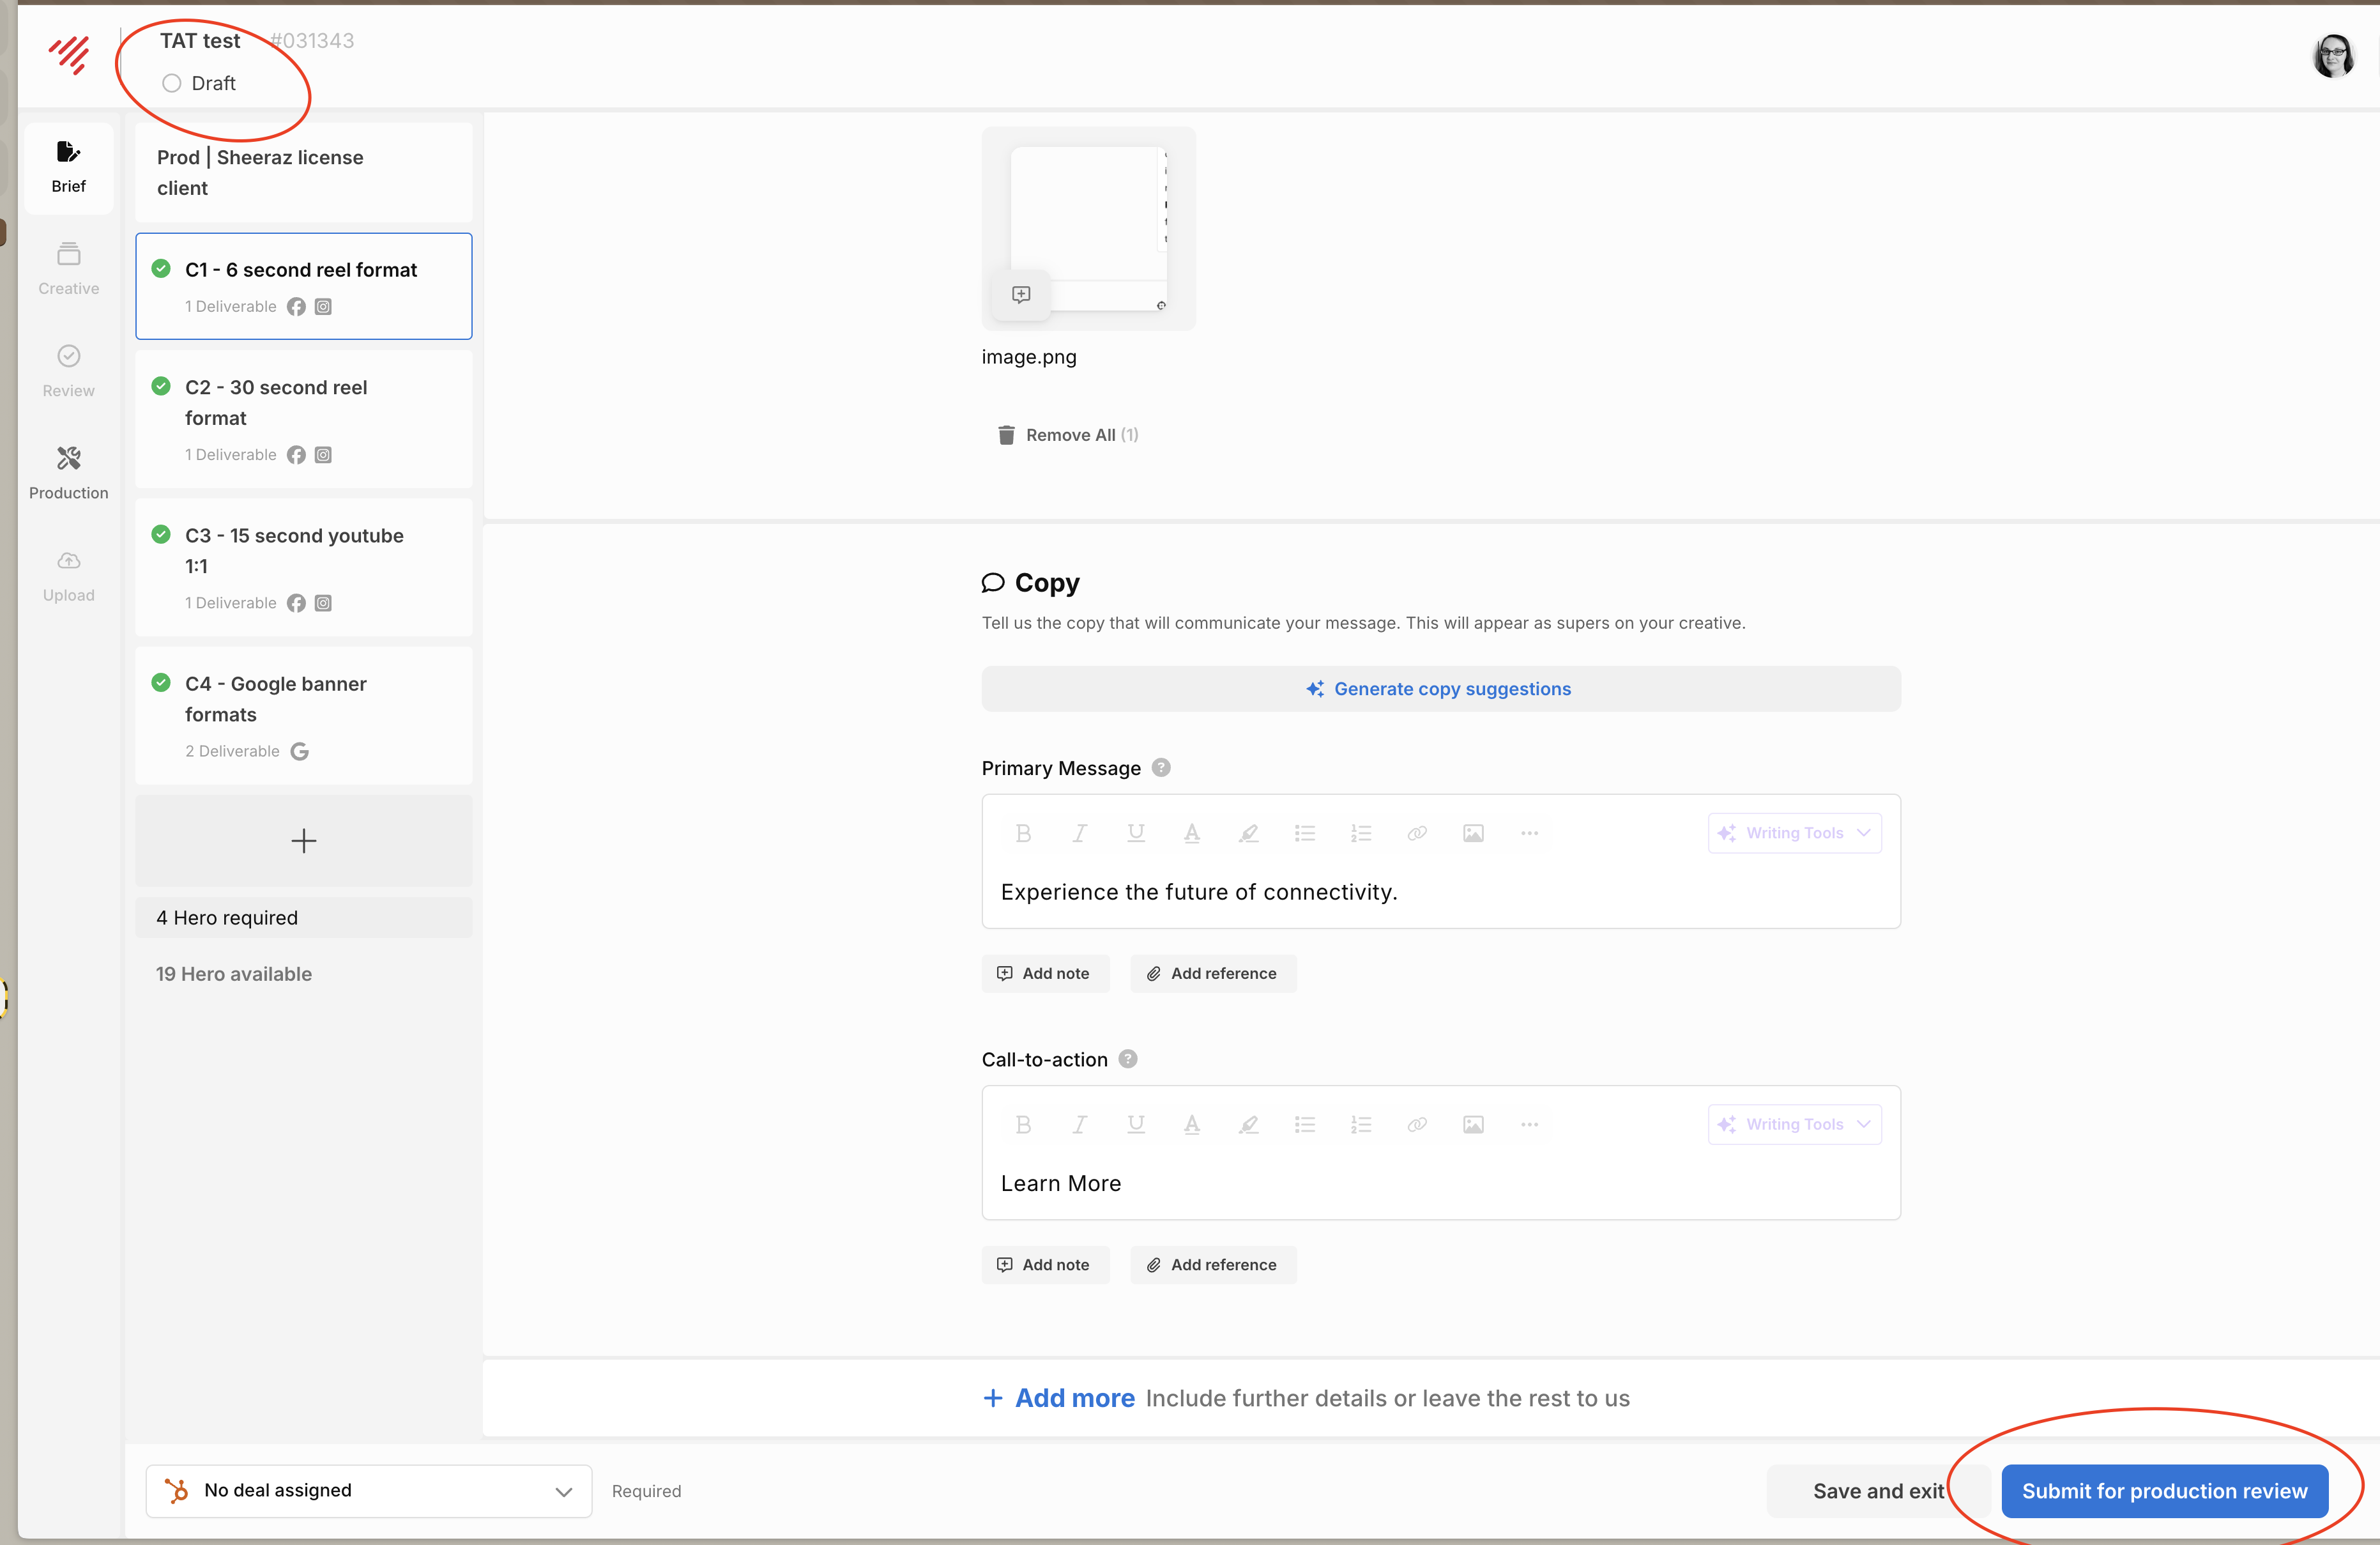 TAT test #031343
Draft
Brief
Creative
Review
Production
Upload
Prod | Sheeraz license
client
C1 - 6 second reel format
1 Deliverable
C2 - 30 second reel
format
1 Deliverable
C3 - 15 second youtube
1:1
1 Deliverable
C4 - Google banner
formats
2 Deliverable
4 Hero required
19 Hero available
image.png
Remove All (1)
Copy
Tell us the copy that will communicate your message. This will appear as supers on your creative.
Generate copy suggestions
Primary Message
Writing Tools
Experience the future of connectivity.
Add note Add reference
Call-to-action
Writing Tools
Learn More
Add note Add reference
+ Add more Include further details or leave the rest to us
No deal assigned Required
Save and exit Submit for production review